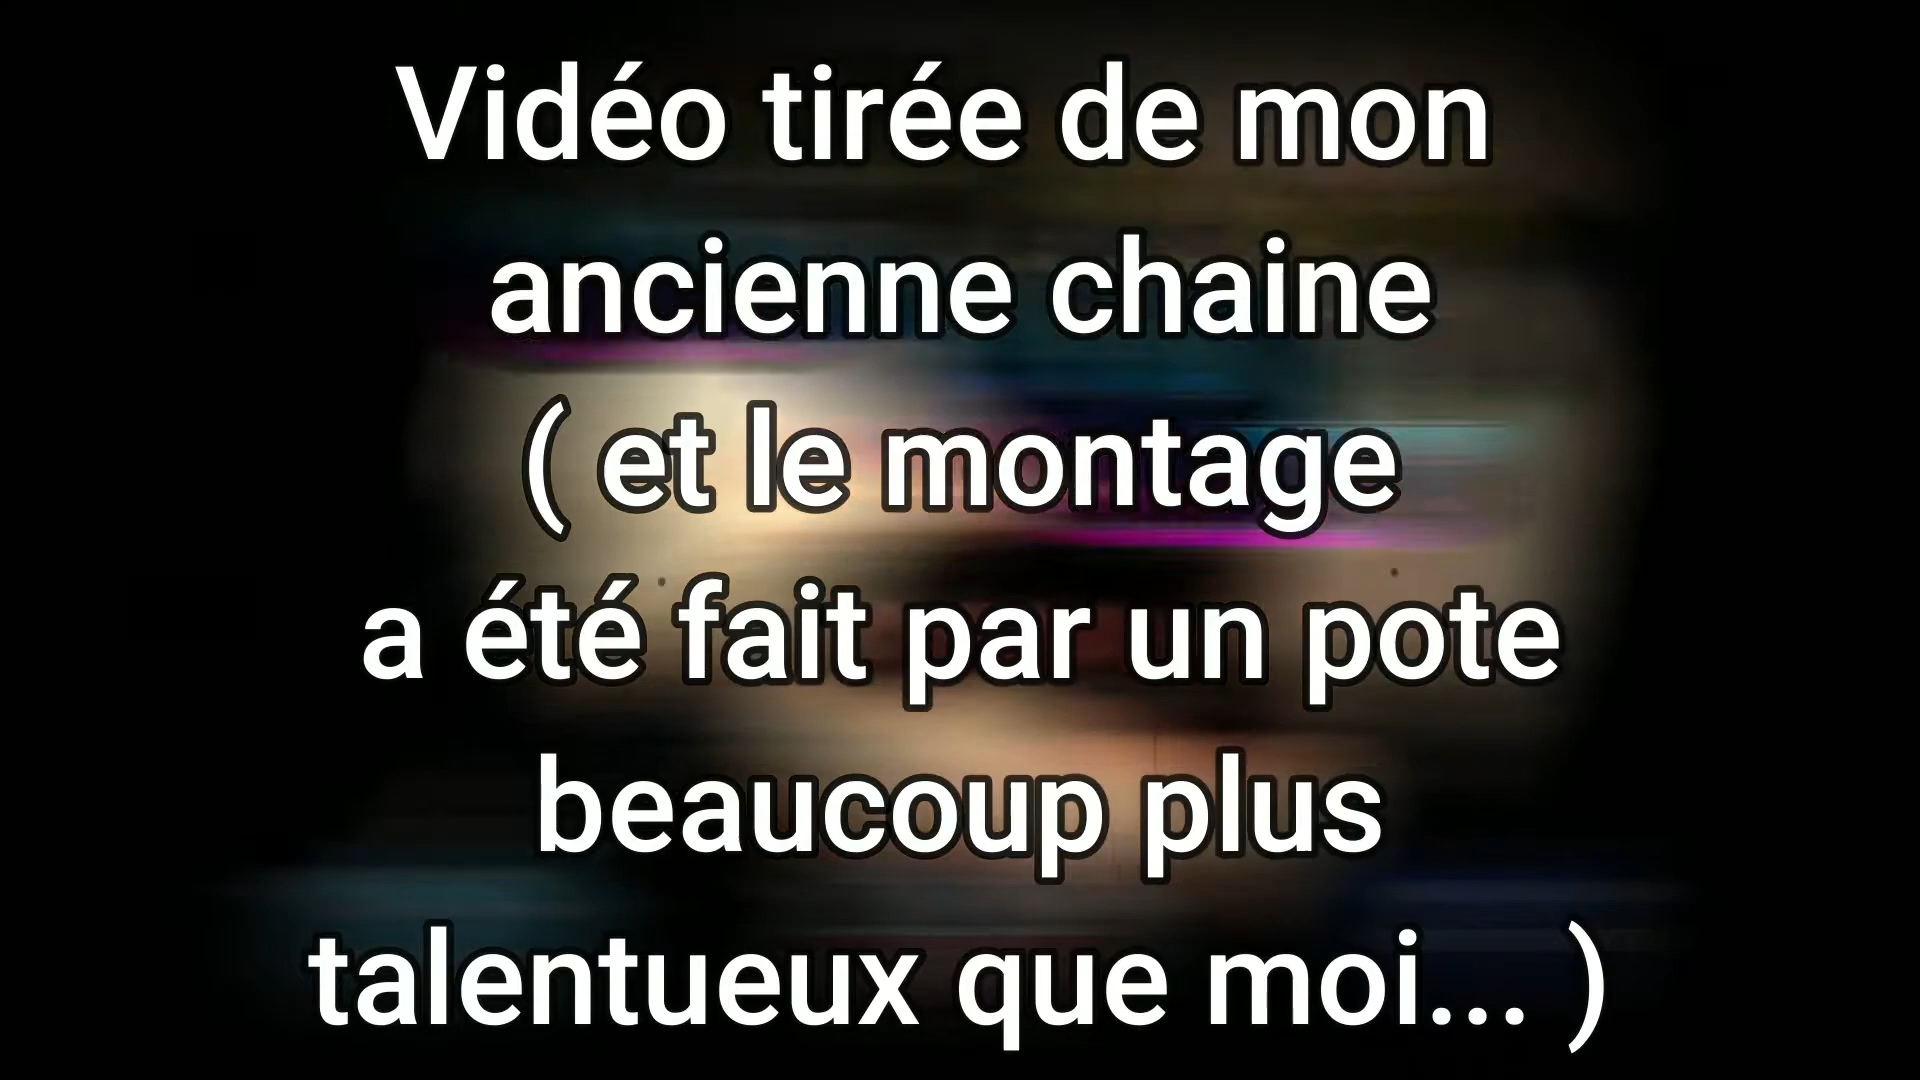 Vidéo tirée de mon
ancienne chaine
( et le montage
a été fait par un pote
beaucoup plus
talentueux que moi... )